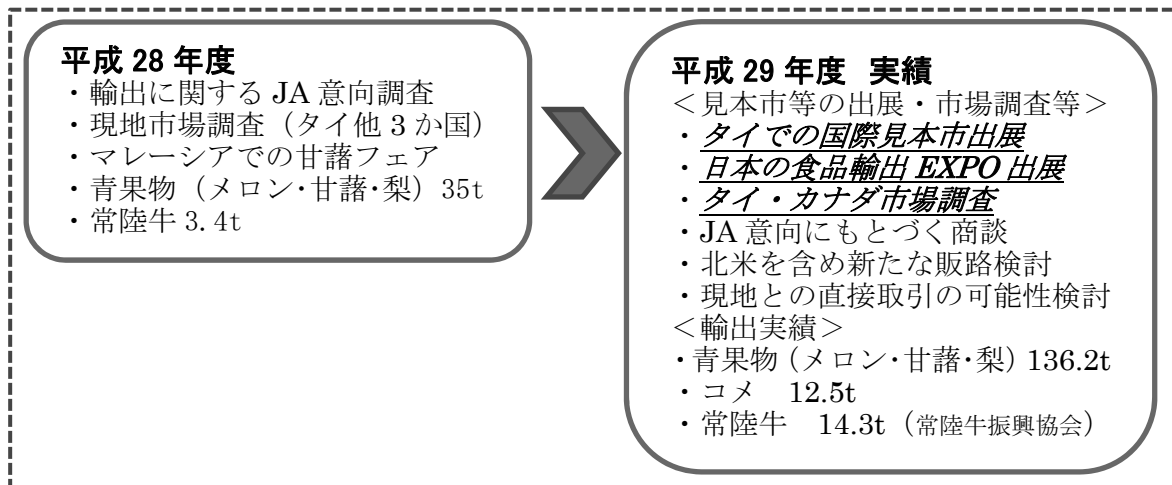 平成 28 年度
・輸出に関する JA 意向調査
・現地市場調査（タイ他 3 か国）
・マレーシアでの甘藷フェア
・青果物（メロン・甘藷・梨）35t
・常陸牛 3.4t
平成 29 年度 実績
＜見本市等の出展・市場調査等＞
・タイでの国際見本市出展
・日本の食品輸出 EXPO 出展
・タイ・カナダ市場調査
・JA 意向にもとづく商談
・北米を含め新たな販路検討
・現地との直接取引の可能性検討
＜輸出実績＞
・青果物（メロン・甘藷・梨）136.2t
・コメ 12.5t
・常陸牛 14.3t（常陸牛振興協会）